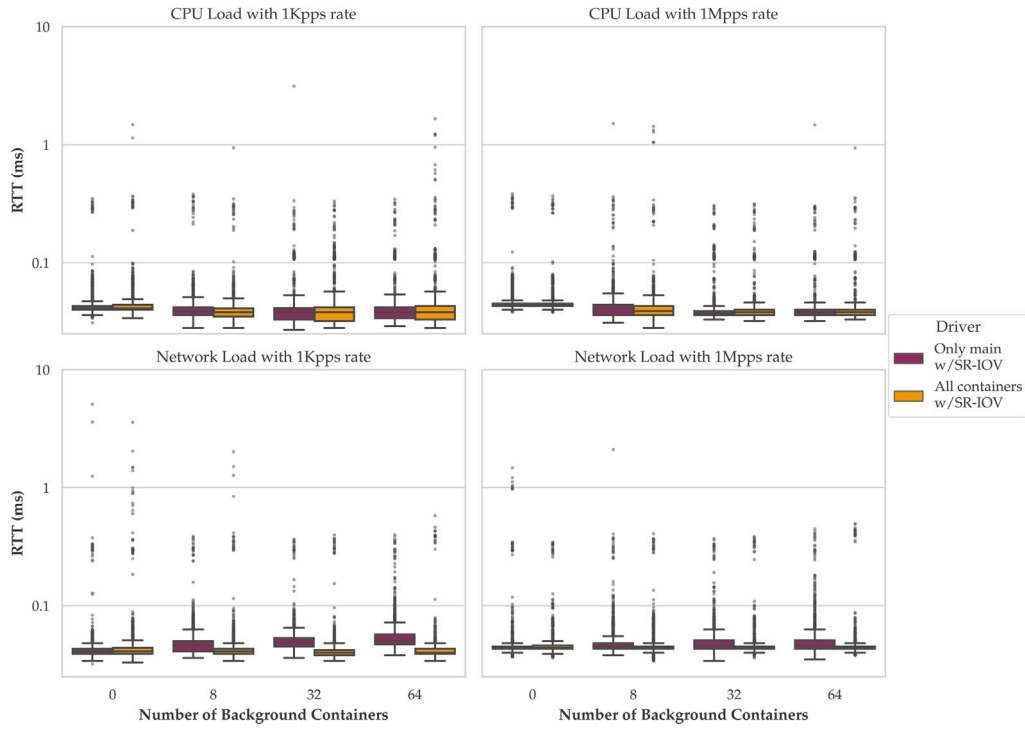 CPU Load with 1Kpps rate
CPU Load with 1Mpps rate
10
1
0.1
RTT (ms)
Network Load with 1Kpps rate
Network Load with 1Mpps rate
10
1
0.1
RTT (ms)
0 8 32 64
0 8 32 64
Number of Background Containers
Number of Background Containers
Driver
Only main
w/SR-IOV
All containers
w/SR-IOV